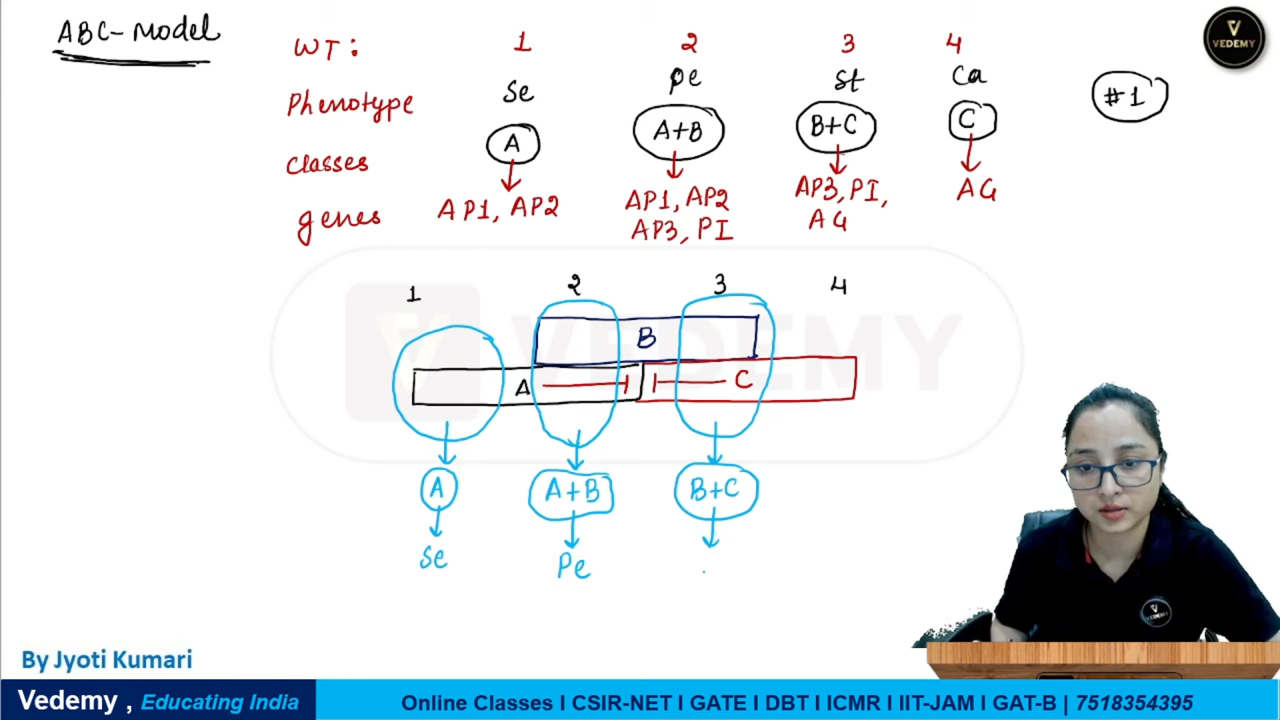 ABC-Model
WT: 1 2 3 4
Phenotype Se Pe St Ca
#1
classes A A+B B+C C
genes AP1, AP2 AP1, AP2 AP3, PI, AG
AP3, PI AG
1 2 3 4
B
A C
A A+B B+C
Se Pe
VEDEMY
VEDEMY
By Jyoti Kumari
Vedemy , Educating India
Online Classes I CSIR-NET I GATE I DBT I ICMR I IIT-JAM I GAT-B | 7518354395